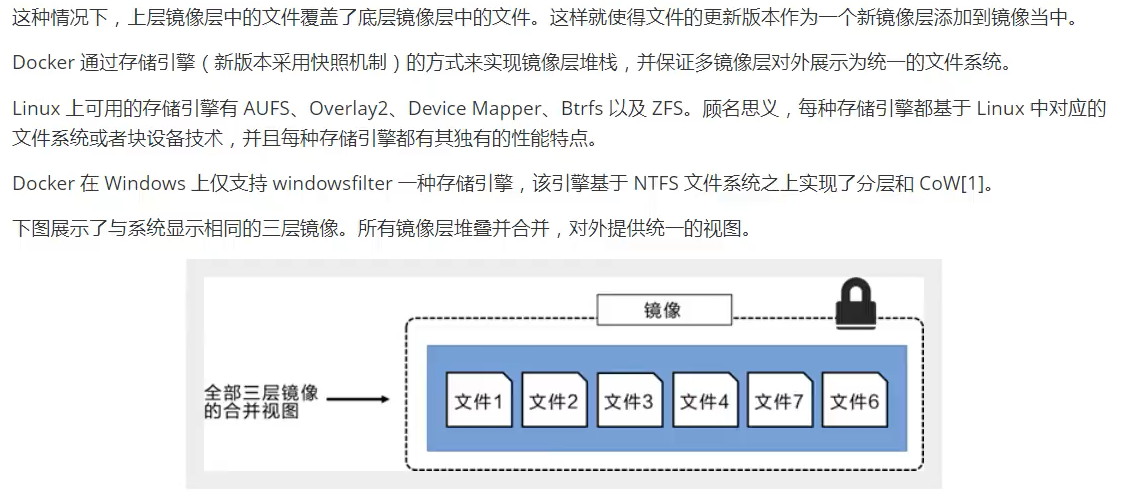 这种情况下，上层镜像层中的文件覆盖了底层镜像层中的文件。这样就使得文件的更新版本作为一个新镜像层添加到镜像当中。
Docker 通过存储引擎（新版本采用快照机制）的方式来实现镜像层堆栈，并保证多镜像层对外展示为统一的文件系统。
Linux 上可用的存储引擎有 AUFS、Overlay2、Device Mapper、Btrfs 以及 ZFS。顾名思义，每种存储引擎都基于 Linux 中对应的
文件系统或者块设备技术，并且每种存储引擎都有其独有的性能特点。
Docker 在 Windows 上仅支持 windowsfilter 一种存储引擎，该引擎基于 NTFS 文件系统之上实现了分层和 CoW[1]。
下图展示了与系统显示相同的三层镜像。所有镜像层堆叠并合并，对外提供统一的视图。
镜像
全部三层镜像
的合并视图
文件1 文件2 文件3 文件4 文件7 文件6